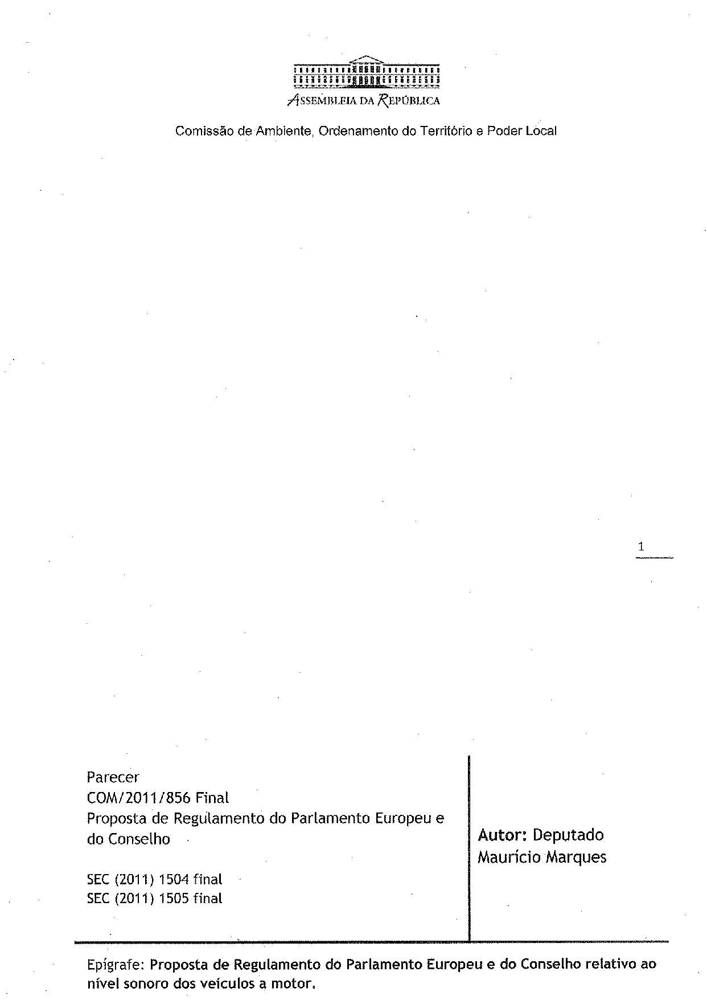 ASSEMBLEIA DA REPÚBLICA
Comissão de Ambiente, Ordenamento do Território e Poder Local
1
Parecer
COM/2011/856 Final
Proposta de Regulamento do Parlamento Europeu e
do Conselho
SEC (2011) 1504 final
SEC (2011) 1505 final
Autor: Deputado
Maurício Marques
Epígrafe: Proposta de Regulamento do Parlamento Europeu e do Conselho relativo ao
nível sonoro dos veículos a motor.